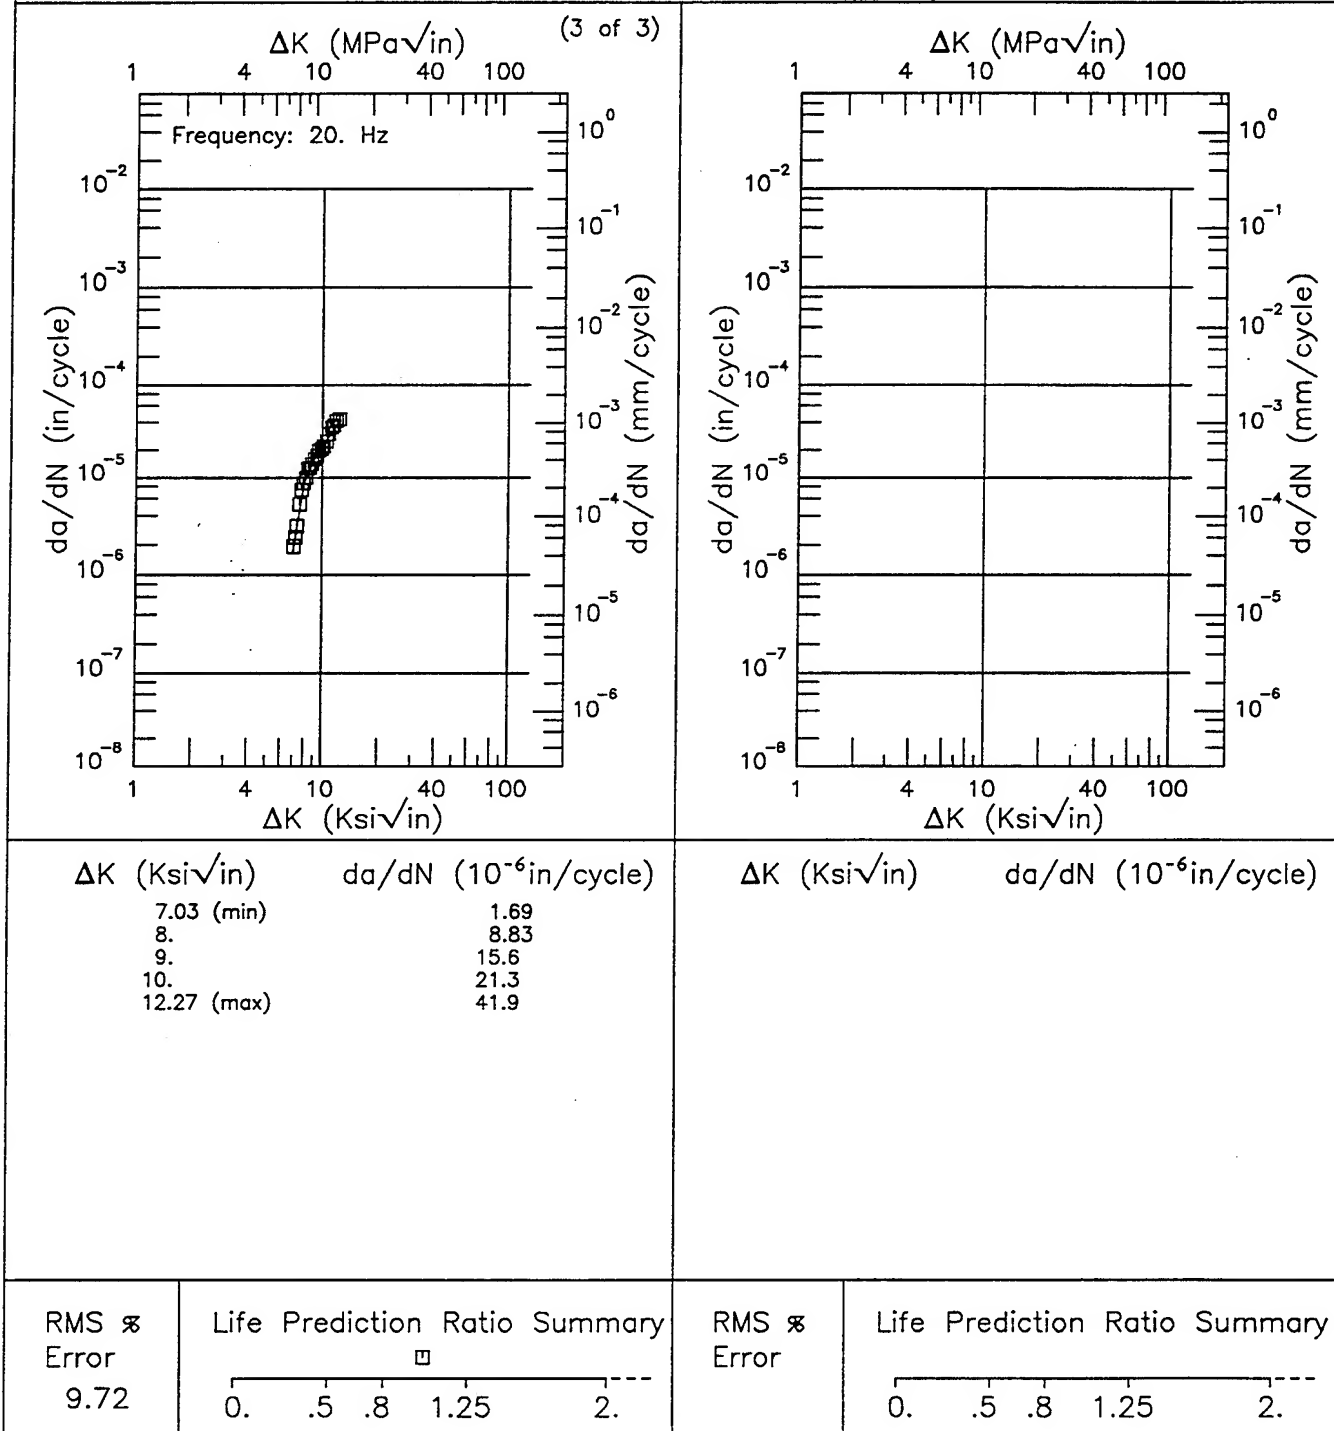 (3 of 3)
ΔK (MPa√in)
1 4 10 40 100
Frequency: 20. Hz
da/dN (in/cycle)
10⁻²
10⁻³
10⁻⁴
10⁻⁵
10⁻⁶
10⁻⁷
10⁻⁸
10⁰
10⁻¹
10⁻²
10⁻³
10⁻⁴
10⁻⁵
10⁻⁶
da/dN (mm/cycle)
1 4 10 40 100
ΔK (Ksi√in)
ΔK (MPa√in)
1 4 10 40 100
da/dN (in/cycle)
10⁻²
10⁻³
10⁻⁴
10⁻⁵
10⁻⁶
10⁻⁷
10⁻⁸
10⁰
10⁻¹
10⁻²
10⁻³
10⁻⁴
10⁻⁵
10⁻�6
da/dN (mm/cycle)
1 4 10 40 100
ΔK (Ksi√in)
ΔK (Ksi√in) da/dN (10⁻⁶in/cycle)
7.03 (min) 1.69
8. 8.83
9. 15.6
10. 21.3
12.27 (max) 41.9
ΔK (Ksi√in) da/dN (10⁻⁶in/cycle)
RMS %
Error
9.72
Life Prediction Ratio Summary
0. .5 .8 1.25 2.
RMS %
Error
Life Prediction Ratio Summary
0. .5 .8 1.25 2.